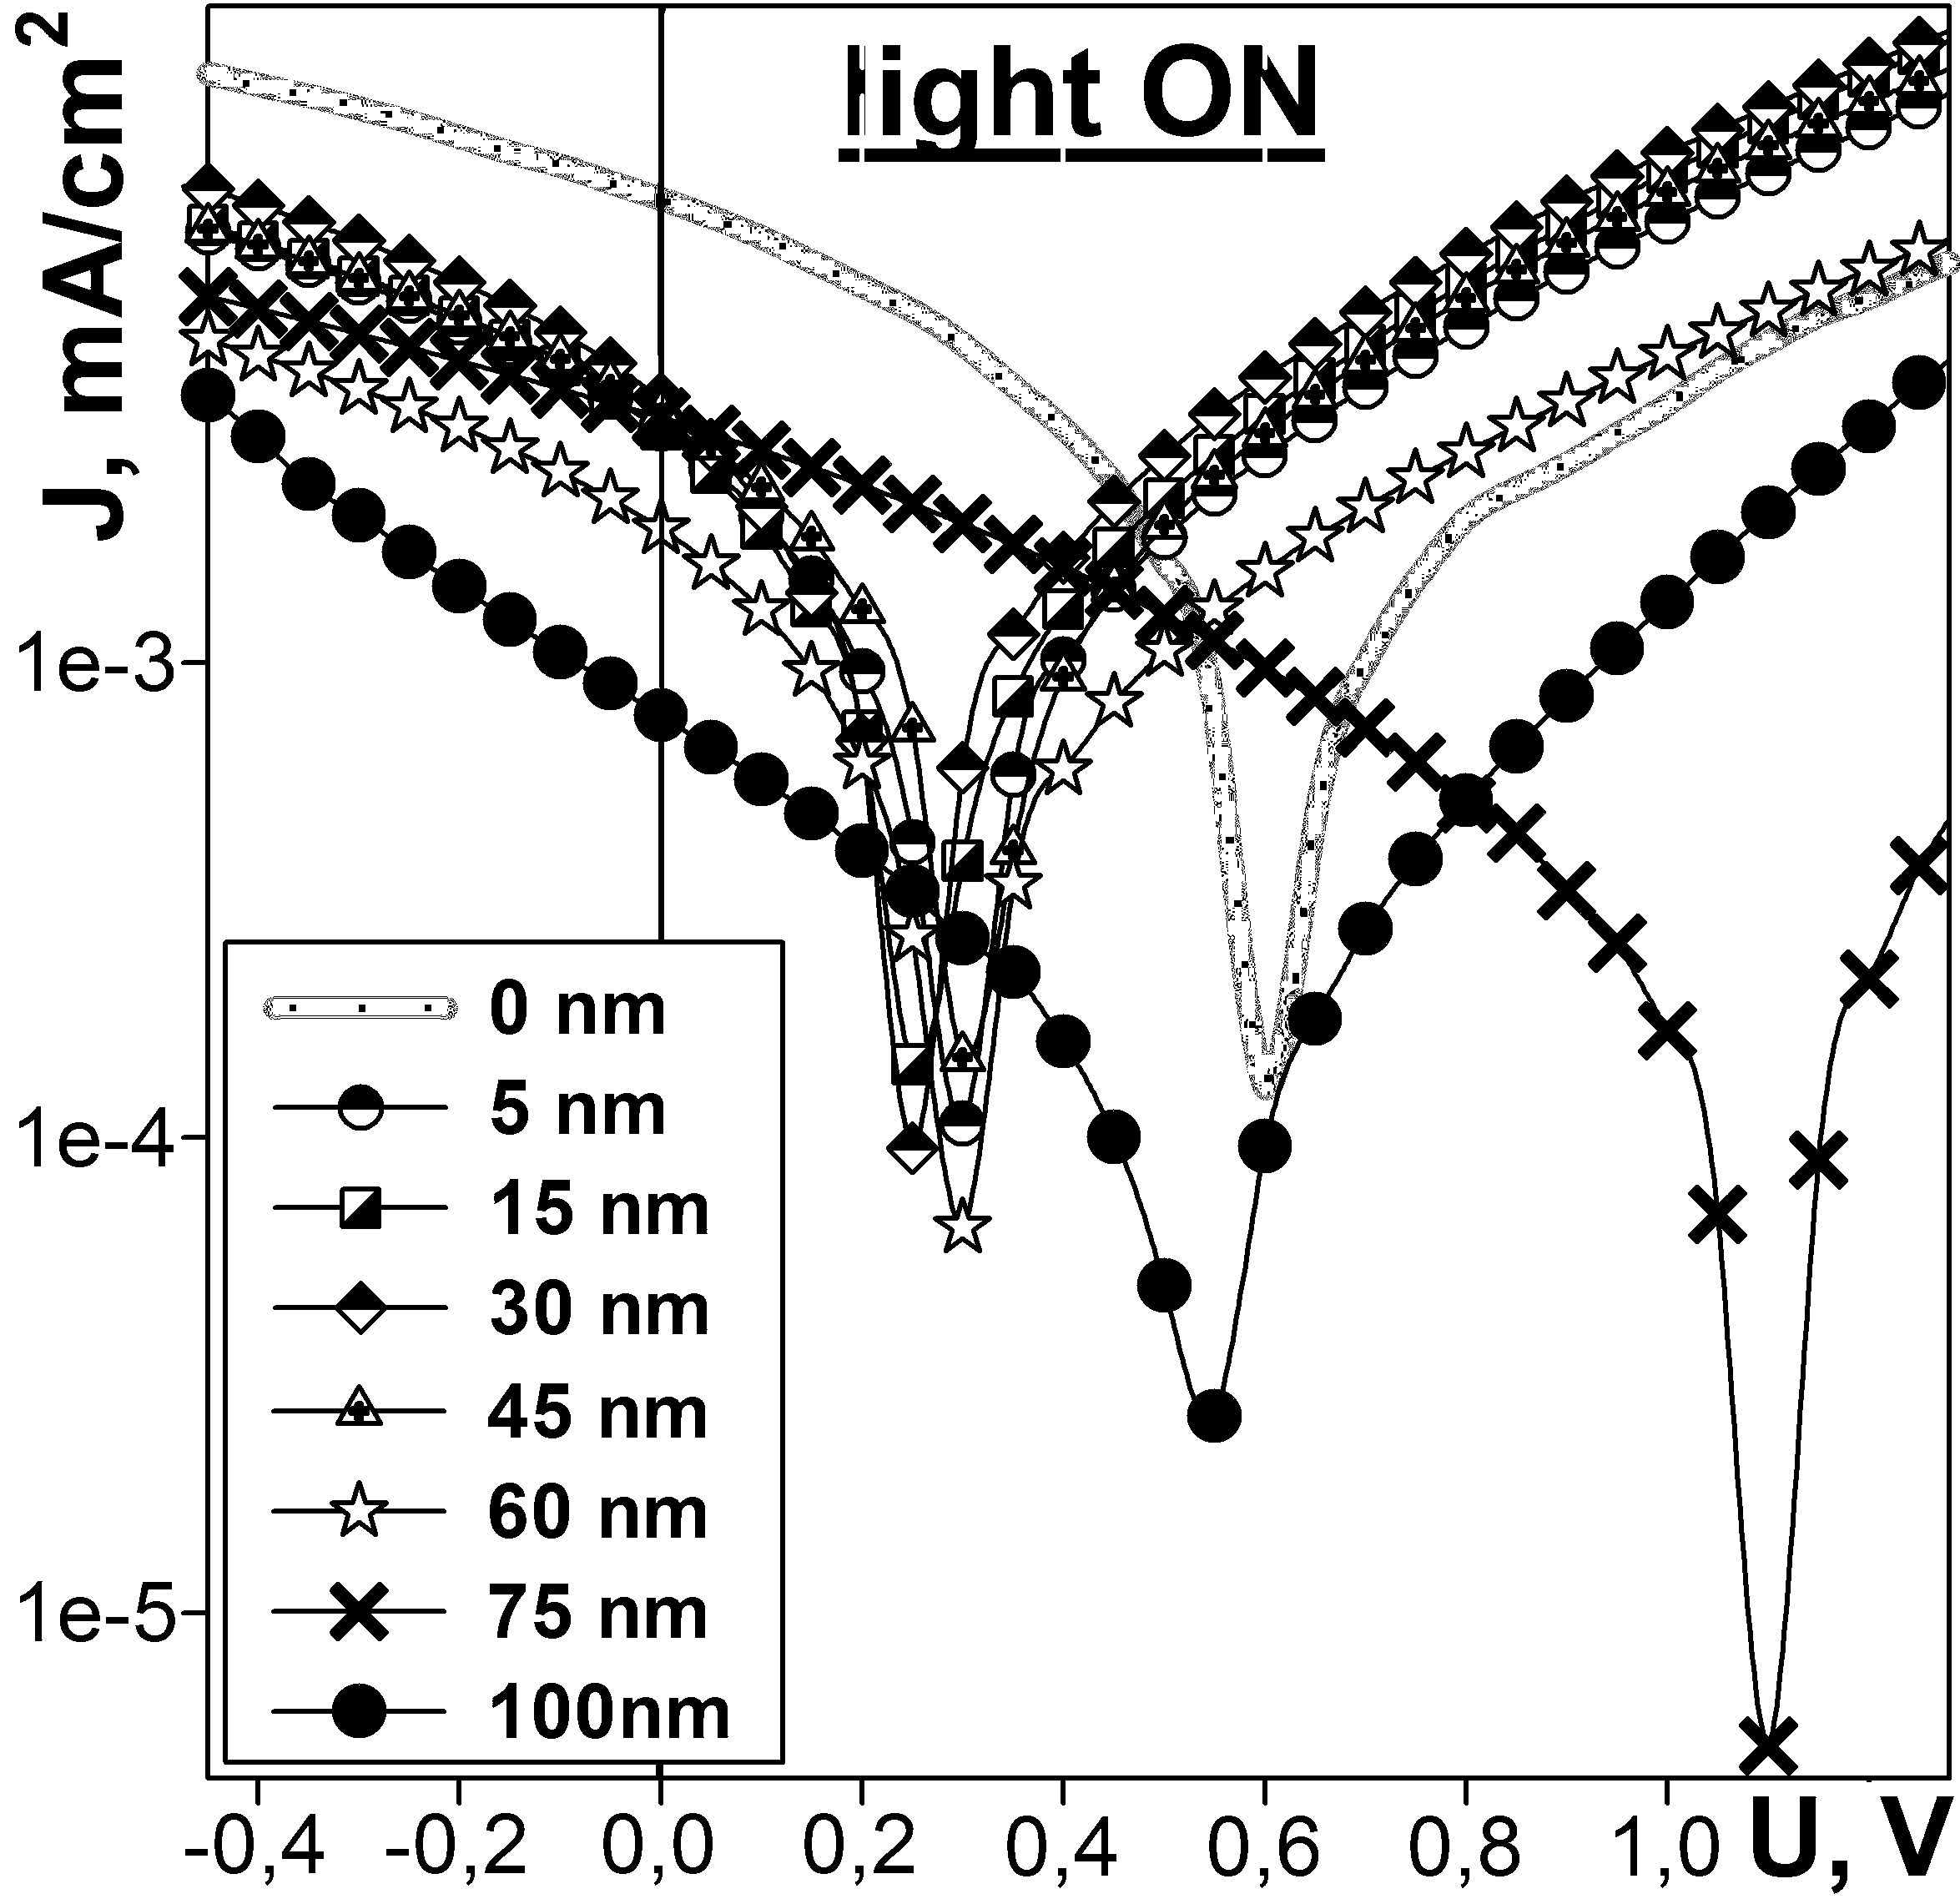 light ON
J, mA/cm²
1e-3
1e-4
1e-5
0 nm
5 nm
15 nm
30 nm
45 nm
60 nm
75 nm
100nm
-0,4 -0,2 0,0 0,2 0,4 0,6 0,8 1,0 U, V